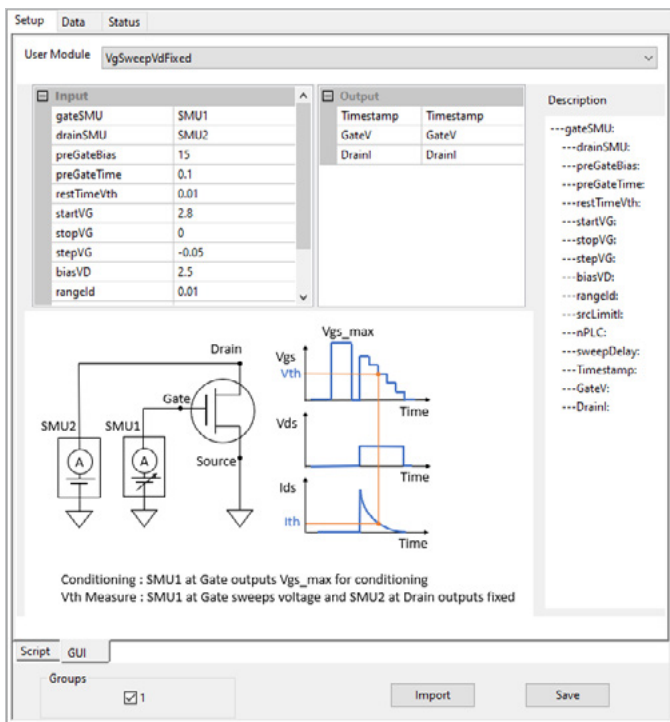 Setup Data Status
User Module VgSweepVdFixed
Input
gateSMU SMU1
drainSMU SMU2
preGateBias 15
preGateTime 0.1
restTimeVth 0.01
startVG 2.8
stopVG 0
stepVG -0.05
biasVD 2.5
rangeId 0.01
Output
Timestamp Timestamp
GateV GateV
DrainI DrainI
Description
---gateSMU:
---drainSMU:
---preGateBias:
---preGateTime:
---restTimeVth:
---startVG:
---stopVG:
---stepVG:
---biasVD:
---rangeId:
---srcLimitI:
---nPLC:
---sweepDelay:
---Timestamp:
---GateV:
---DrainI:
Drain
Gate
SMU2 SMU1
A A
Source
Vgs_max
Vgs
Vth
Time
Vds
Time
Ids
Ith
Time
Conditioning : SMU1 at Gate outputs Vgs_max for conditioning
Vth Measure : SMU1 at Gate sweeps voltage and SMU2 at Drain outputs fixed
Script GUI
Groups
1
Import Save